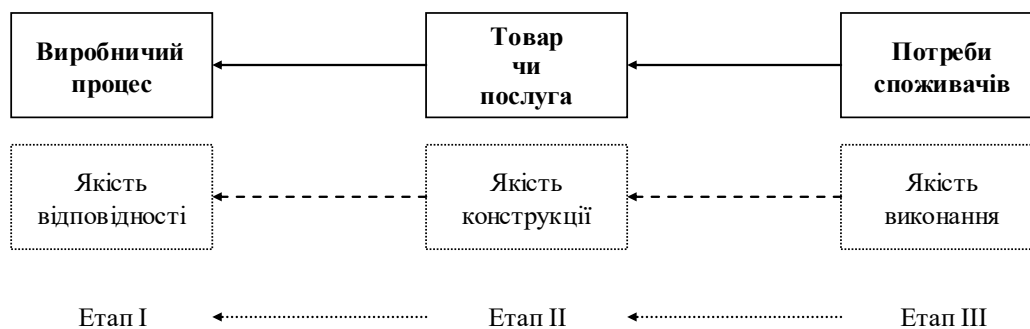 Виробничий
процес
Товар
чи
послуга
Потреби
споживачів
Якість
відповідності
Якість
конструкції
Якість
виконання
Етап I
Етап II
Етап III